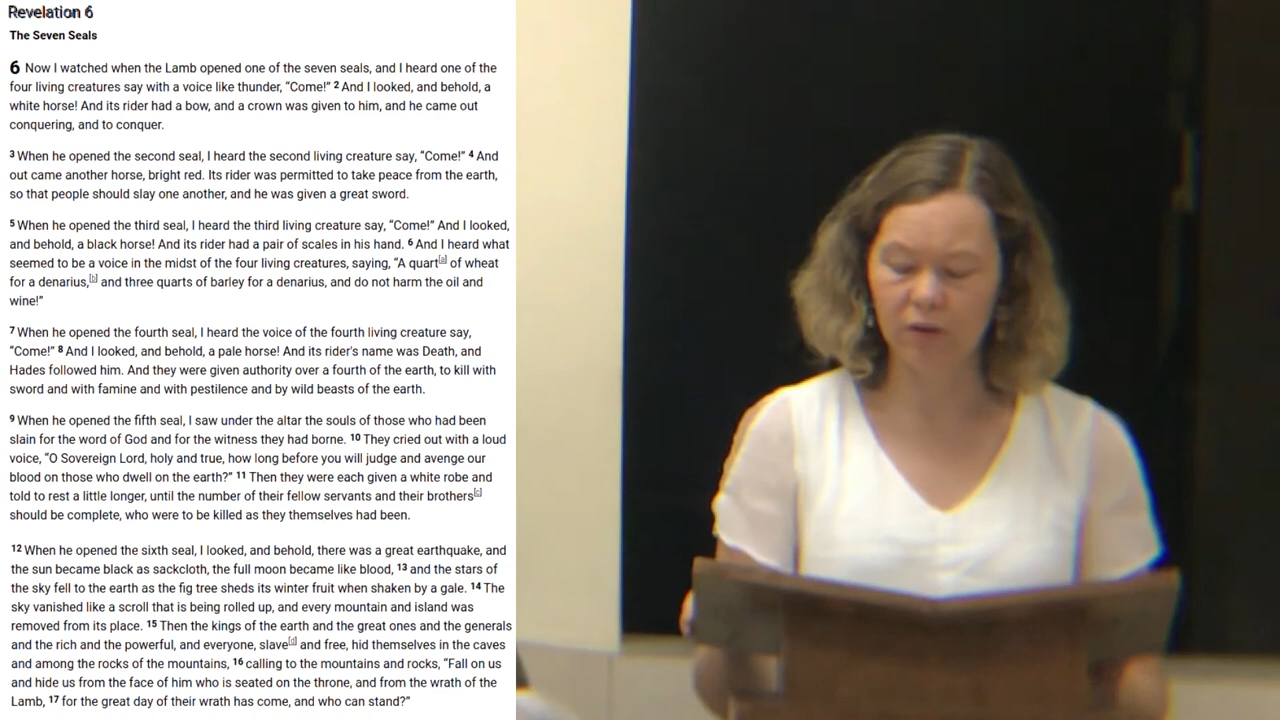 Revelation 6
The Seven Seals
6 Now I watched when the Lamb opened one of the seven seals, and I heard one of the
four living creatures say with a voice like thunder, “Come!” 2 And I looked, and behold, a
white horse! And its rider had a bow, and a crown was given to him, and he came out
conquering, and to conquer.
3 When he opened the second seal, I heard the second living creature say, “Come!” 4 And
out came another horse, bright red. Its rider was permitted to take peace from the earth,
so that people should slay one another, and he was given a great sword.
5 When he opened the third seal, I heard the third living creature say, “Come!” And I looked,
and behold, a black horse! And its rider had a pair of scales in his hand. 6 And I heard what
seemed to be a voice in the midst of the four living creatures, saying, “A quart[a] of wheat
for a denarius,[b] and three quarts of barley for a denarius, and do not harm the oil and
wine!”
7 When he opened the fourth seal, I heard the voice of the fourth living creature say,
“Come!” 8 And I looked, and behold, a pale horse! And its rider's name was Death, and
Hades followed him. And they were given authority over a fourth of the earth, to kill with
sword and with famine and with pestilence and by wild beasts of the earth.
9 When he opened the fifth seal, I saw under the altar the souls of those who had been
slain for the word of God and for the witness they had borne. 10 They cried out with a loud
voice, “O Sovereign Lord, holy and true, how long before you will judge and avenge our
blood on those who dwell on the earth?” 11 Then they were each given a white robe and
told to rest a little longer, until the number of their fellow servants and their brothers[c]
should be complete, who were to be killed as they themselves had been.
12 When he opened the sixth seal, I looked, and behold, there was a great earthquake, and
the sun became black as sackcloth, the full moon became like blood, 13 and the stars of
the sky fell to the earth as the fig tree sheds its winter fruit when shaken by a gale. 14 The
sky vanished like a scroll that is being rolled up, and every mountain and island was
removed from its place. 15 Then the kings of the earth and the great ones and the generals
and the rich and the powerful, and everyone, slave[d] and free, hid themselves in the caves
and among the rocks of the mountains, 16 calling to the mountains and rocks, “Fall on us
and hide us from the face of him who is seated on the throne, and from the wrath of the
Lamb, 17 for the great day of their wrath has come, and who can stand?”